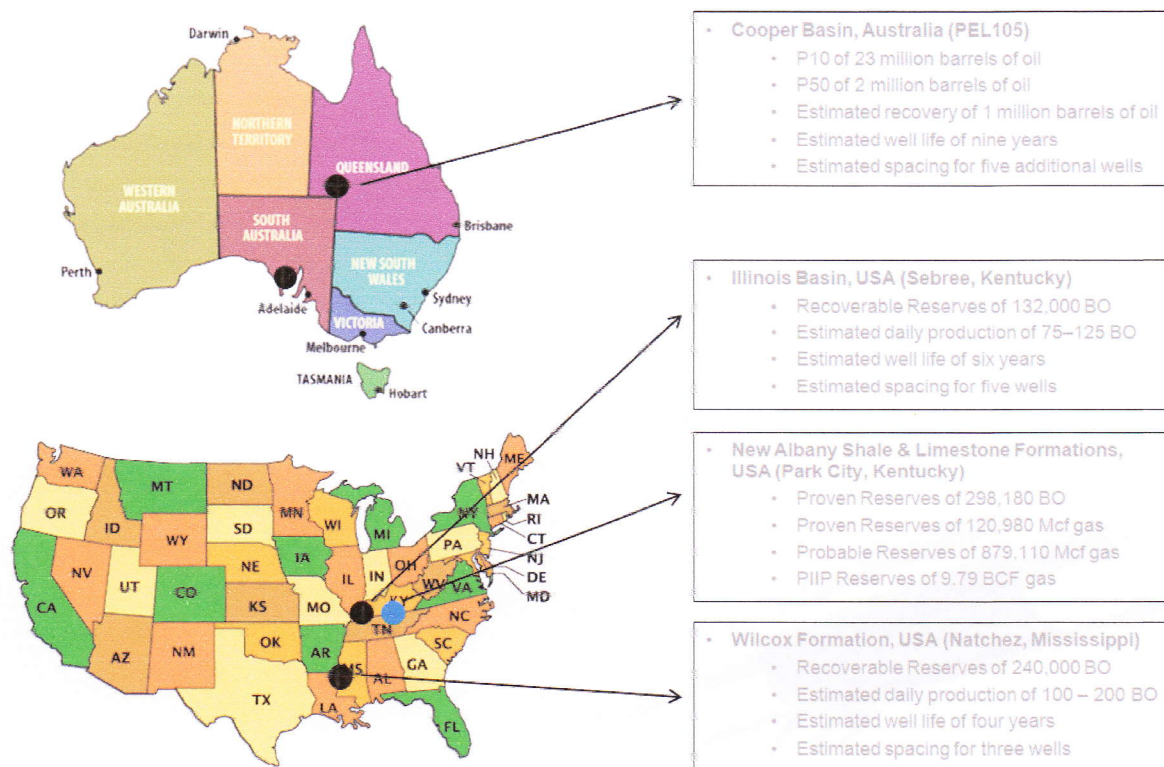 Darwin
NORTHERN
TERRITORY
QUEENSLAND
WESTERN
AUSTRALIA
SOUTH
AUSTRALIA
Brisbane
Perth
NEW SOUTH
WALES
Adelaide
Sydney
VICTORIA
Canberra
Melbourne
TASMANIA
Hobart
• Cooper Basin, Australia (PEL105)
• P10 of 23 million barrels of oil
• P50 of 2 million barrels of oil
• Estimated recovery of 1 million barrels of oil
• Estimated well life of nine years
• Estimated spacing for five additional wells
• Illinois Basin, USA (Sebree, Kentucky)
• Recoverable Reserves of 132,000 BO
• Estimated daily production of 75–125 BO
• Estimated well life of six years
• Estimated spacing for five wells
WA
MT
ND
MN
OR
ID
SD
WI
WY
MI
NY
VT
NH
ME
MA
RI
CT
NJ
DE
MD
NV
UT
NE
IA
PA
CA
CO
KS
MO
IL
IN
OH
WV
VA
KY
AZ
NM
OK
AR
TN
NC
SC
TX
LA
MS
AL
GA
FL
• New Albany Shale & Limestone Formations,
USA (Park City, Kentucky)
• Proven Reserves of 298,180 BO
• Proven Reserves of 120,980 Mcf gas
• Probable Reserves of 879,110 Mcf gas
• PIIP Reserves of 9.79 BCF gas
• Wilcox Formation, USA (Natchez, Mississippi)
• Recoverable Reserves of 240,000 BO
• Estimated daily production of 100 – 200 BO
• Estimated well life of four years
• Estimated spacing for three wells